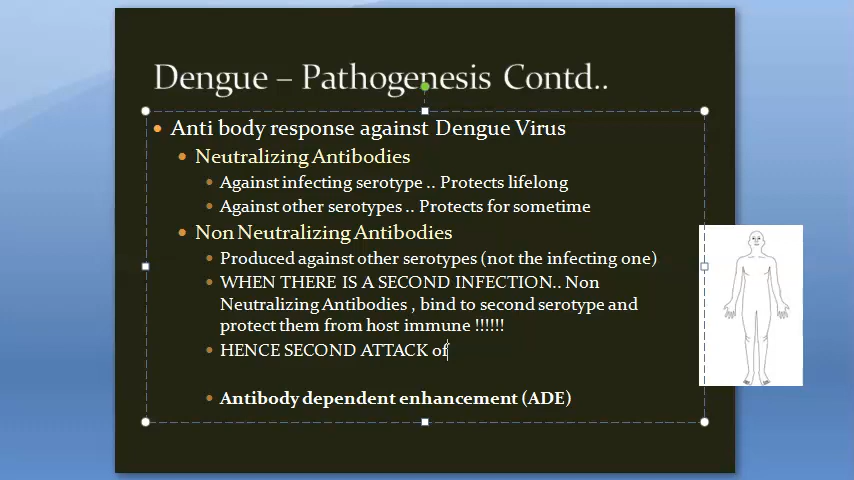 Dengue – Pathogenesis Contd..
Anti body response against Dengue Virus
Neutralizing Antibodies
Against infecting serotype .. Protects lifelong
Against other serotypes .. Protects for sometime
Non Neutralizing Antibodies
Produced against other serotypes (not the infecting one)
WHEN THERE IS A SECOND INFECTION.. Non
Neutralizing Antibodies , bind to second serotype and
protect them from host immune !!!!!!
HENCE SECOND ATTACK of
Antibody dependent enhancement (ADE)